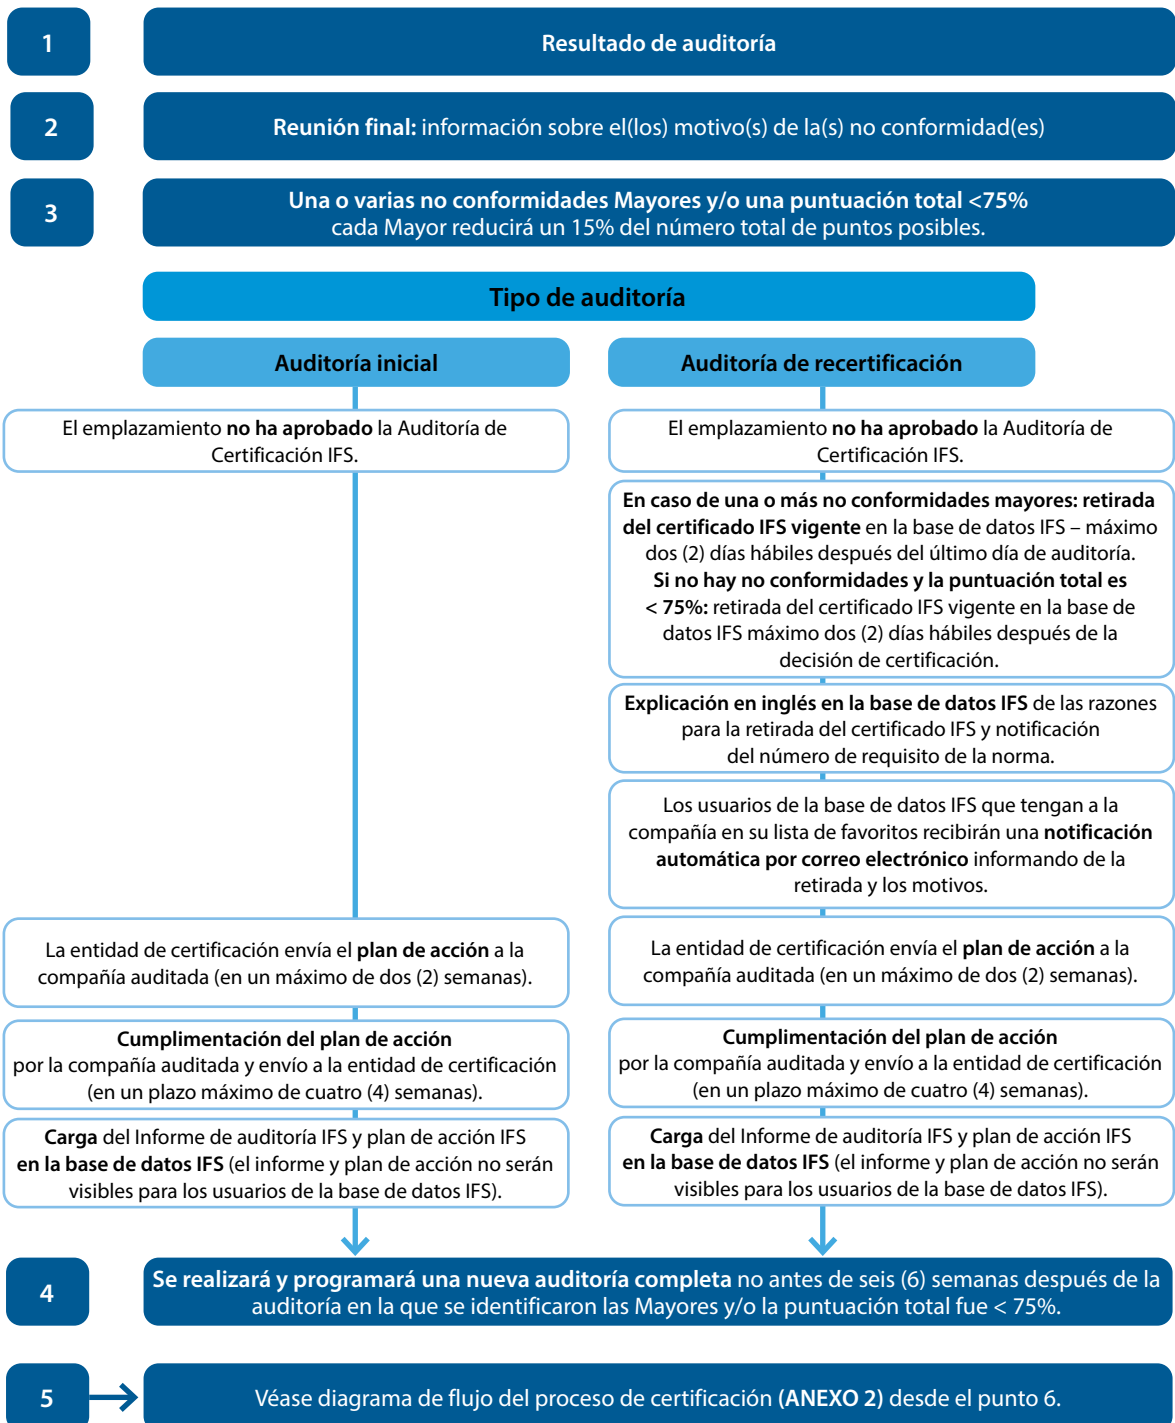 1
Resultado de auditoría
2
Reunión final: información sobre el(los) motivo(s) de la(s) no conformidad(es)
3
Una o varias no conformidades Mayores y/o una puntuación total <75%
cada Mayor reducirá un 15% del número total de puntos posibles.
Tipo de auditoría
Auditoría inicial
El emplazamiento no ha aprobado la Auditoría de
Certificación IFS.
La entidad de certificación envía el plan de acción a la
compañía auditada (en un máximo de dos (2) semanas).
Cumplimentación del plan de acción
por la compañía auditada y envío a la entidad de certificación
(en un plazo máximo de cuatro (4) semanas).
Carga del Informe de auditoría IFS y plan de acción IFS
en la base de datos IFS (el informe y plan de acción no serán
visibles para los usuarios de la base de datos IFS).
Auditoría de recertificación
El emplazamiento no ha aprobado la Auditoría de
Certificación IFS.
En caso de una o más no conformidades mayores: retirada
del certificado IFS vigente en la base de datos IFS – máximo
dos (2) días hábiles después del último día de auditoría.
Si no hay no conformidades y la puntuación total es
< 75%: retirada del certificado IFS vigente en la base de
datos IFS máximo dos (2) días hábiles después de la
decisión de certificación.
Explicación en inglés en la base de datos IFS de las razones
para la retirada del certificado IFS y notificación
del número de requisito de la norma.
Los usuarios de la base de datos IFS que tengan a la
compañía en su lista de favoritos recibirán una notificación
automática por correo electrónico informando de la
retirada y los motivos.
La entidad de certificación envía el plan de acción a la
compañía auditada (en un máximo de dos (2) semanas).
Cumplimentación del plan de acción
por la compañía auditada y envío a la entidad de certificación
(en un plazo máximo de cuatro (4) semanas).
Carga del Informe de auditoría IFS y plan de acción IFS
en la base de datos IFS (el informe y plan de acción no serán
visibles para los usuarios de la base de datos IFS).
4
Se realizará y programará una nueva auditoría completa no antes de seis (6) semanas después de la
auditoría en la que se identificaron las Mayores y/o la puntuación total fue < 75%.
5
Véase diagrama de flujo del proceso de certificación (ANEXO 2) desde el punto 6.